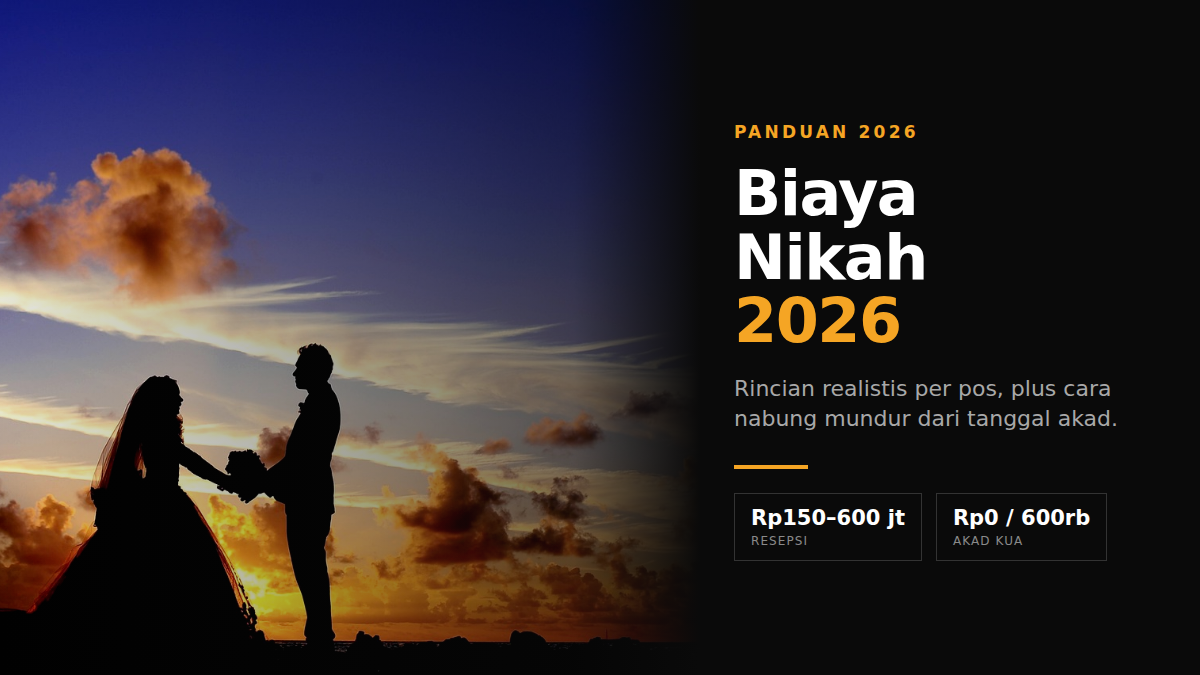 PANDUAN 2026
Biaya
Nikah
2026
Rincian realistis per pos, plus cara
nabung mundur dari tanggal akad.
Rp150–600 jt
RESEPSI
Rp0 / 600rb
AKAD KUA